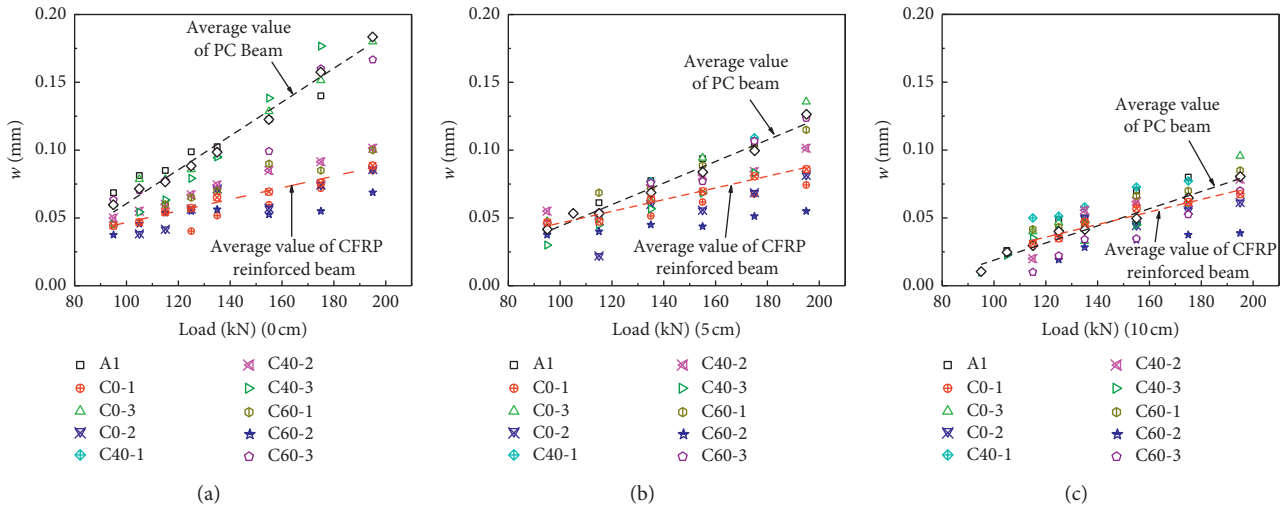 0.20
0.15
0.10
0.05
0.00
w (mm)
Average value
of PC Beam
Average value of CFRP
reinforced beam
80 100 120 140 160 180 200
Load (kN) (0 cm)
A1
C0-1
C0-3
C0-2
C40-1
C40-2
C40-3
C60-1
C60-2
C60-3
(a)
0.20
0.15
0.10
0.05
0.00
w (mm)
Average value
of PC beam
Average value of CFRP
reinforced beam
80 100 120 140 160 180 200
Load (kN) (5 cm)
A1
C0-1
C0-3
C0-2
C40-1
C40-2
C40-3
C60-1
C60-2
C60-3
(b)
0.20
0.15
0.10
0.05
0.00
w (mm)
Average value
of PC beam
Average value of CFRP
reinforced beam
80 100 120 140 160 180 200
Load (kN) (10 cm)
A1
C0-1
C0-3
C0-2
C40-1
C40-2
C40-3
C60-1
C60-2
C60-3
(c)